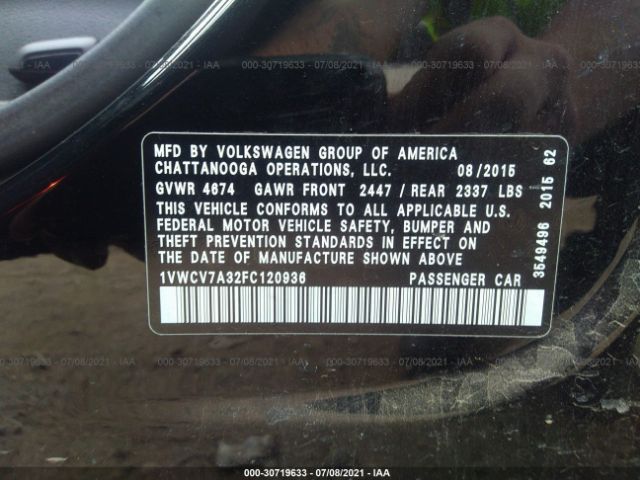 MFD BY VOLKSWAGEN GROUP OF AMERICA
CHATTANOOGA OPERATIONS, LLC. 08/2015
GVWR 4674 GAWR FRONT 2447 / REAR 2337 LBS
THIS VEHICLE CONFORMS TO ALL APPLICABLE U.S.
FEDERAL MOTOR VEHICLE SAFETY, BUMPER AND
THEFT PREVENTION STANDARDS IN EFFECT ON
THE DATE OF MANUFACTURE SHOWN ABOVE
1VWCV7A32FC120936 PASSENGER CAR
3549496 2015 62
000-30719633 - 07/08/2021 - IAA